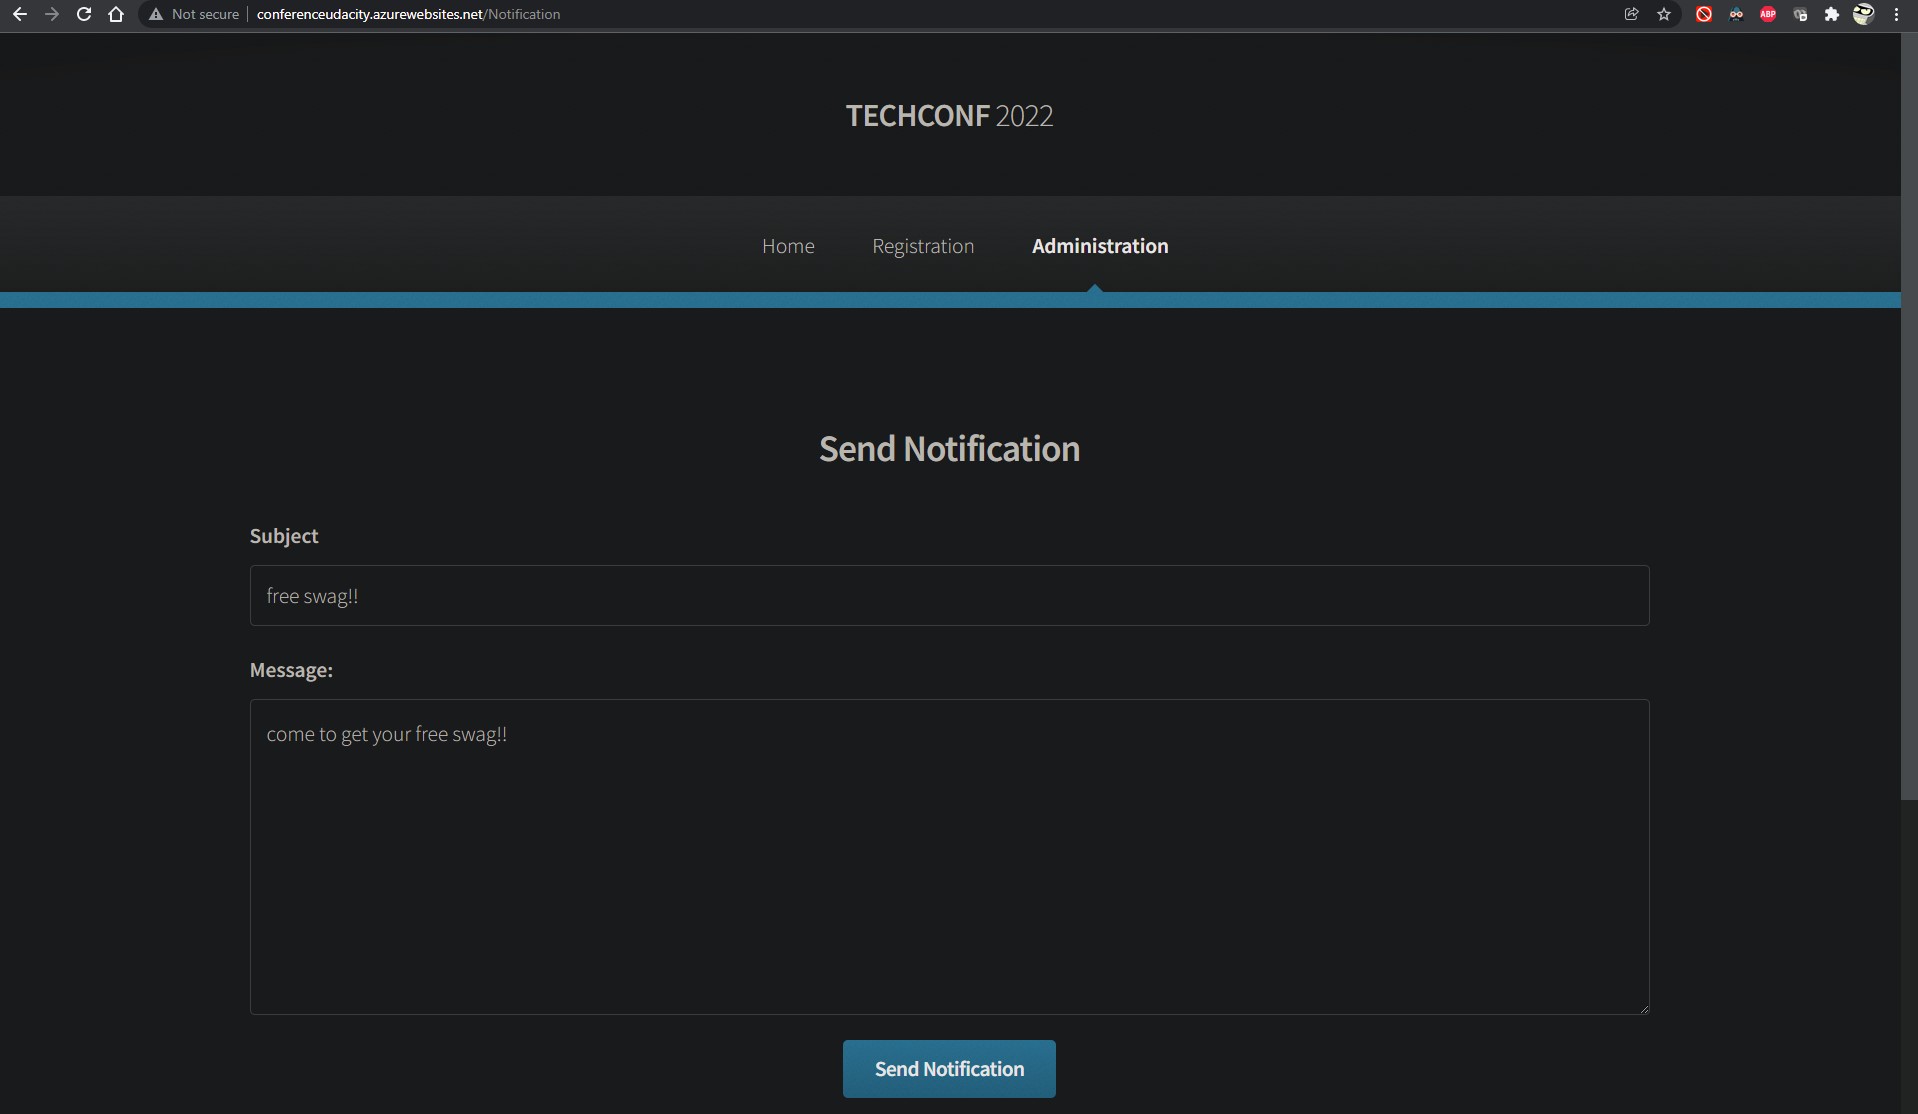 Not secure conferenceudacity.azurewebsites.net/Notification
ABP
TECHCONF 2022
Home Registration Administration
Send Notification
Subject
free swag!!
Message:
come to get your free swag!!
Send Notification